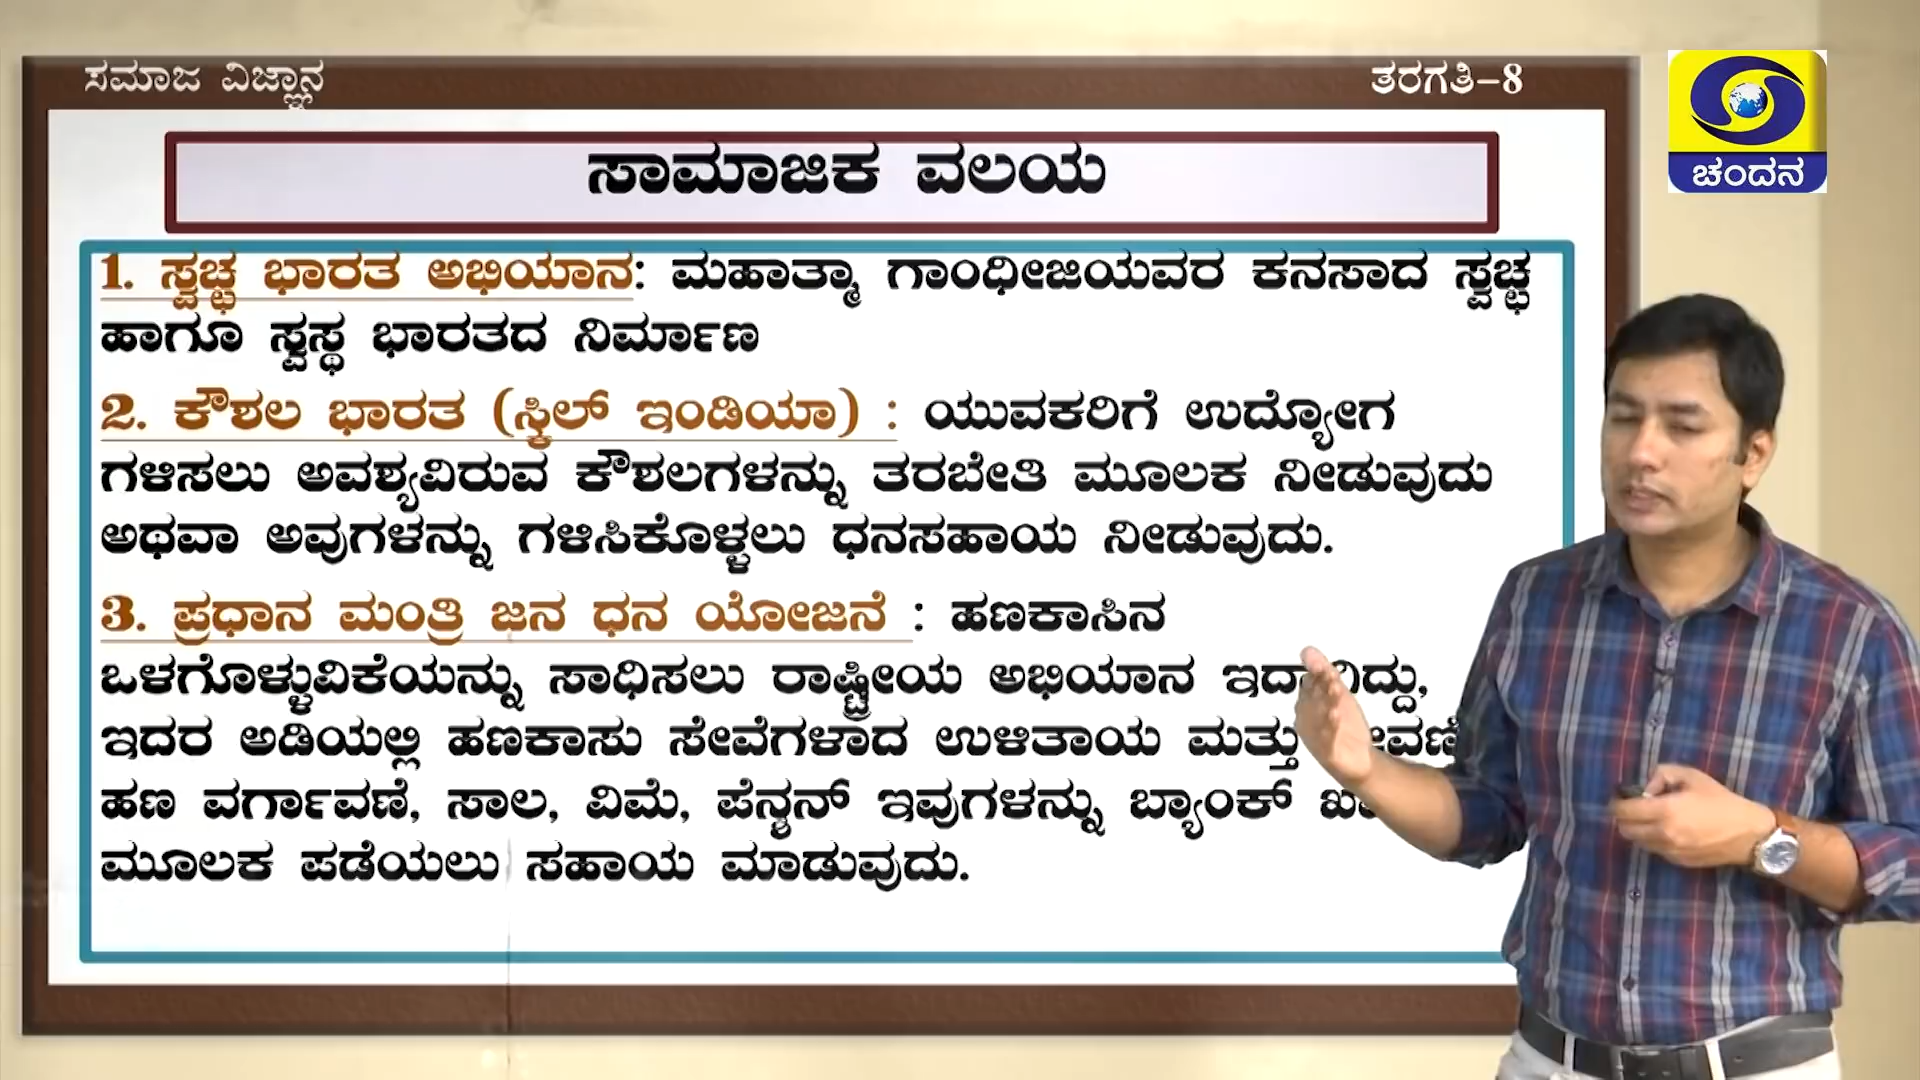 ಸಮಾಜ ವಿಜ್ಞಾನ
ತರಗತಿ-8
ಚಂದನ
ಸಾಮಾಜಿಕ ವಲಯ
1. ಸ್ವಚ್ಛ ಭಾರತ ಅಭಿಯಾನ: ಮಹಾತ್ಮಾ ಗಾಂಧೀಜಿಯವರ ಕನಸಾದ ಸ್ವಚ್ಛ
ಹಾಗೂ ಸ್ವಸ್ಥ ಭಾರತದ ನಿರ್ಮಾಣ
2. ಕೌಶಲ ಭಾರತ (ಸ್ಕಿಲ್ ಇಂಡಿಯಾ) : ಯುವಕರಿಗೆ ಉದ್ಯೋಗ
ಗಳಿಸಲು ಅವಶ್ಯವಿರುವ ಕೌಶಲಗಳನ್ನು ತರಬೇತಿ ಮೂಲಕ ನೀಡುವುದು
ಅಥವಾ ಅವುಗಳನ್ನು ಗಳಿಸಿಕೊಳ್ಳಲು ಧನಸಹಾಯ ನೀಡುವುದು.
3. ಪ್ರಧಾನ ಮಂತ್ರಿ ಜನ ಧನ ಯೋಜನೆ : ಹಣಕಾಸಿನ
ಒಳಗೊಳ್ಳುವಿಕೆಯನ್ನು ಸಾಧಿಸಲು ರಾಷ್ಟ್ರೀಯ ಅಭಿಯಾನ
ಇದರ ಅಡಿಯಲ್ಲಿ ಹಣಕಾಸು ಸೇವೆಗಳಾದ ಉಳಿತಾಯ ಮತ್ತು
ಹಣ ವರ್ಗಾವಣೆ, ಸಾಲ, ವಿಮೆ, ಪೆನ್ಶನ್ ಇವುಗಳನ್ನು ಬ್ಯಾಂಕ್
ಮೂಲಕ ಪಡೆಯಲು ಸಹಾಯ ಮಾಡುವುದು.